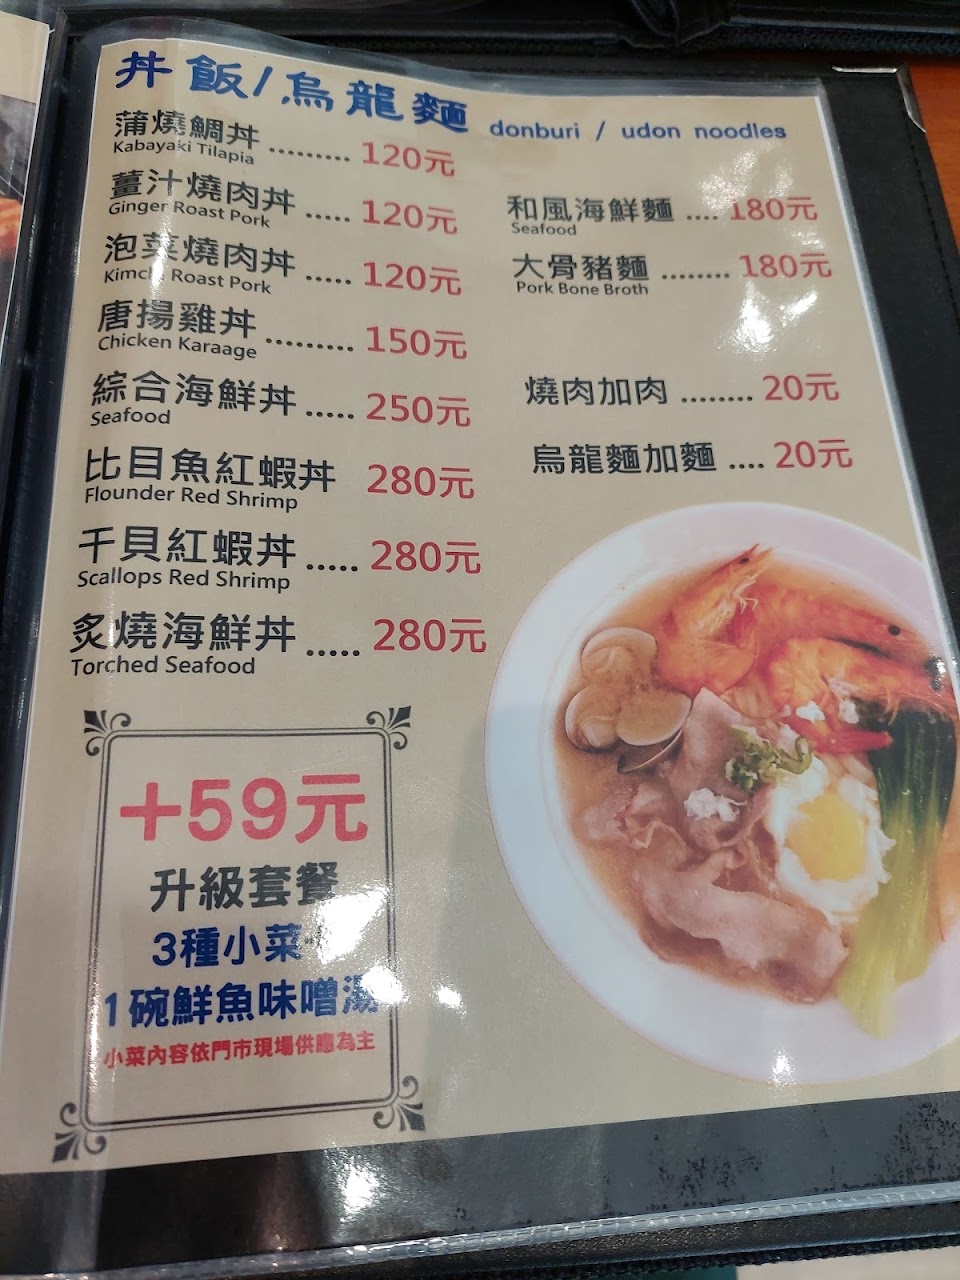 丼飯/烏龍麵 donburi / udon noodles
蒲燒鯛丼 ......... 120元
Kabayaki Tilapia
薑汁燒肉丼 ..... 120元
Ginger Roast Pork
泡菜燒肉丼 ..... 120元
Kimchi Roast Pork
唐揚雞丼 ......... 150元
Chicken Karaage
綜合海鮮丼 ..... 250元
Seafood
比目魚紅蝦丼 280元
Flounder Red Shrimp
干貝紅蝦丼 ..... 280元
Scallops Red Shrimp
炙燒海鮮丼 ..... 280元
Torched Seafood
和風海鮮麵 .... 180元
Seafood
大骨豬麵 ........ 180元
Pork Bone Broth
燒肉加肉 ........ 20元
烏龍麵加麵 .... 20元
+59元
升級套餐
3種小菜
1碗鮮魚味噌湯
小菜內容依門市現場供應為主